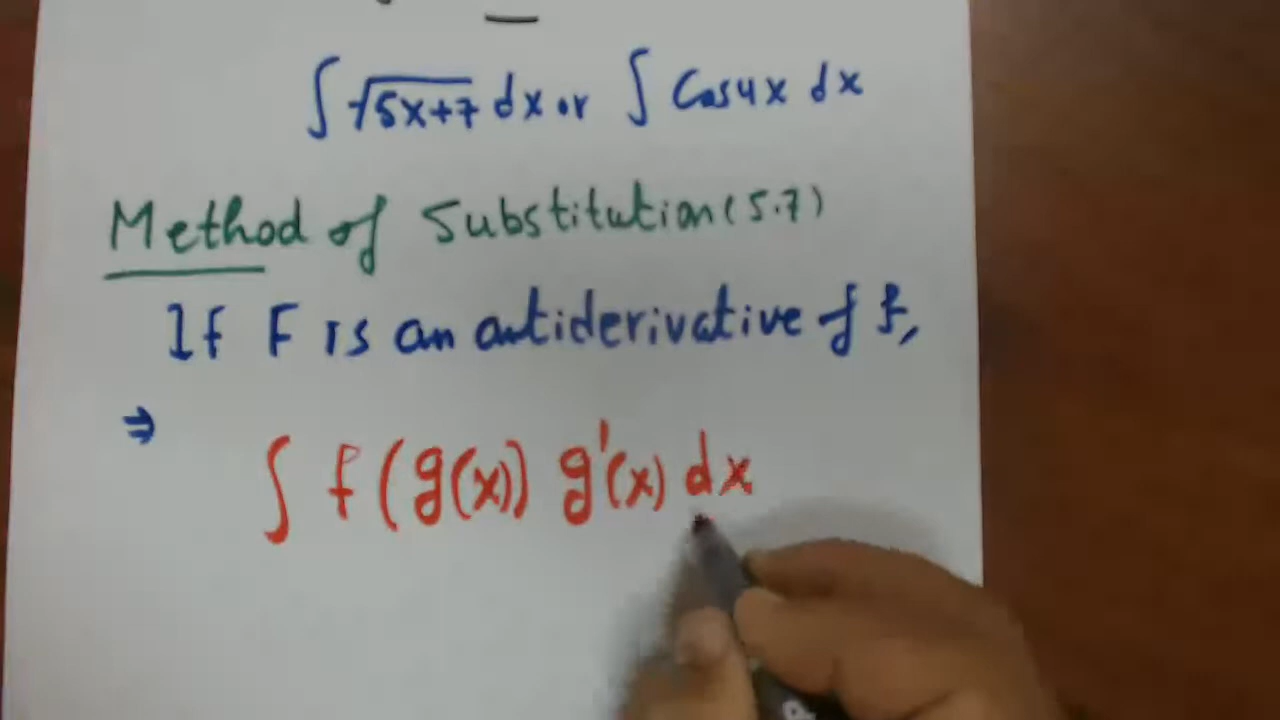 ∫ √5x+7 dx or ∫ Cos4x dx
Method of Substitution (5.7)
If F is an antiderivative of f,
⇒
∫ f(g(x)) g'(x) dx